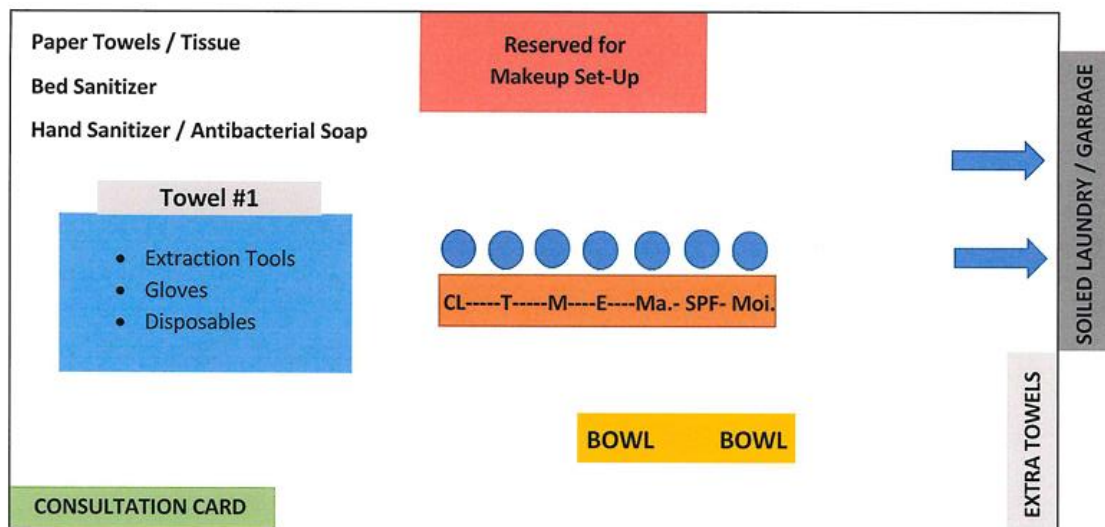 Paper Towels / Tissue
Bed Sanitizer
Hand Sanitizer / Antibacterial Soap
Reserved for
Makeup Set-Up
SOILED LAUNDRY / GARBAGE
Towel #1
• Extraction Tools
• Gloves
• Disposables
CL-----T-----M----E----Ma.- SPF- Moi.
BOWL BOWL
EXTRA TOWELS
CONSULTATION CARD